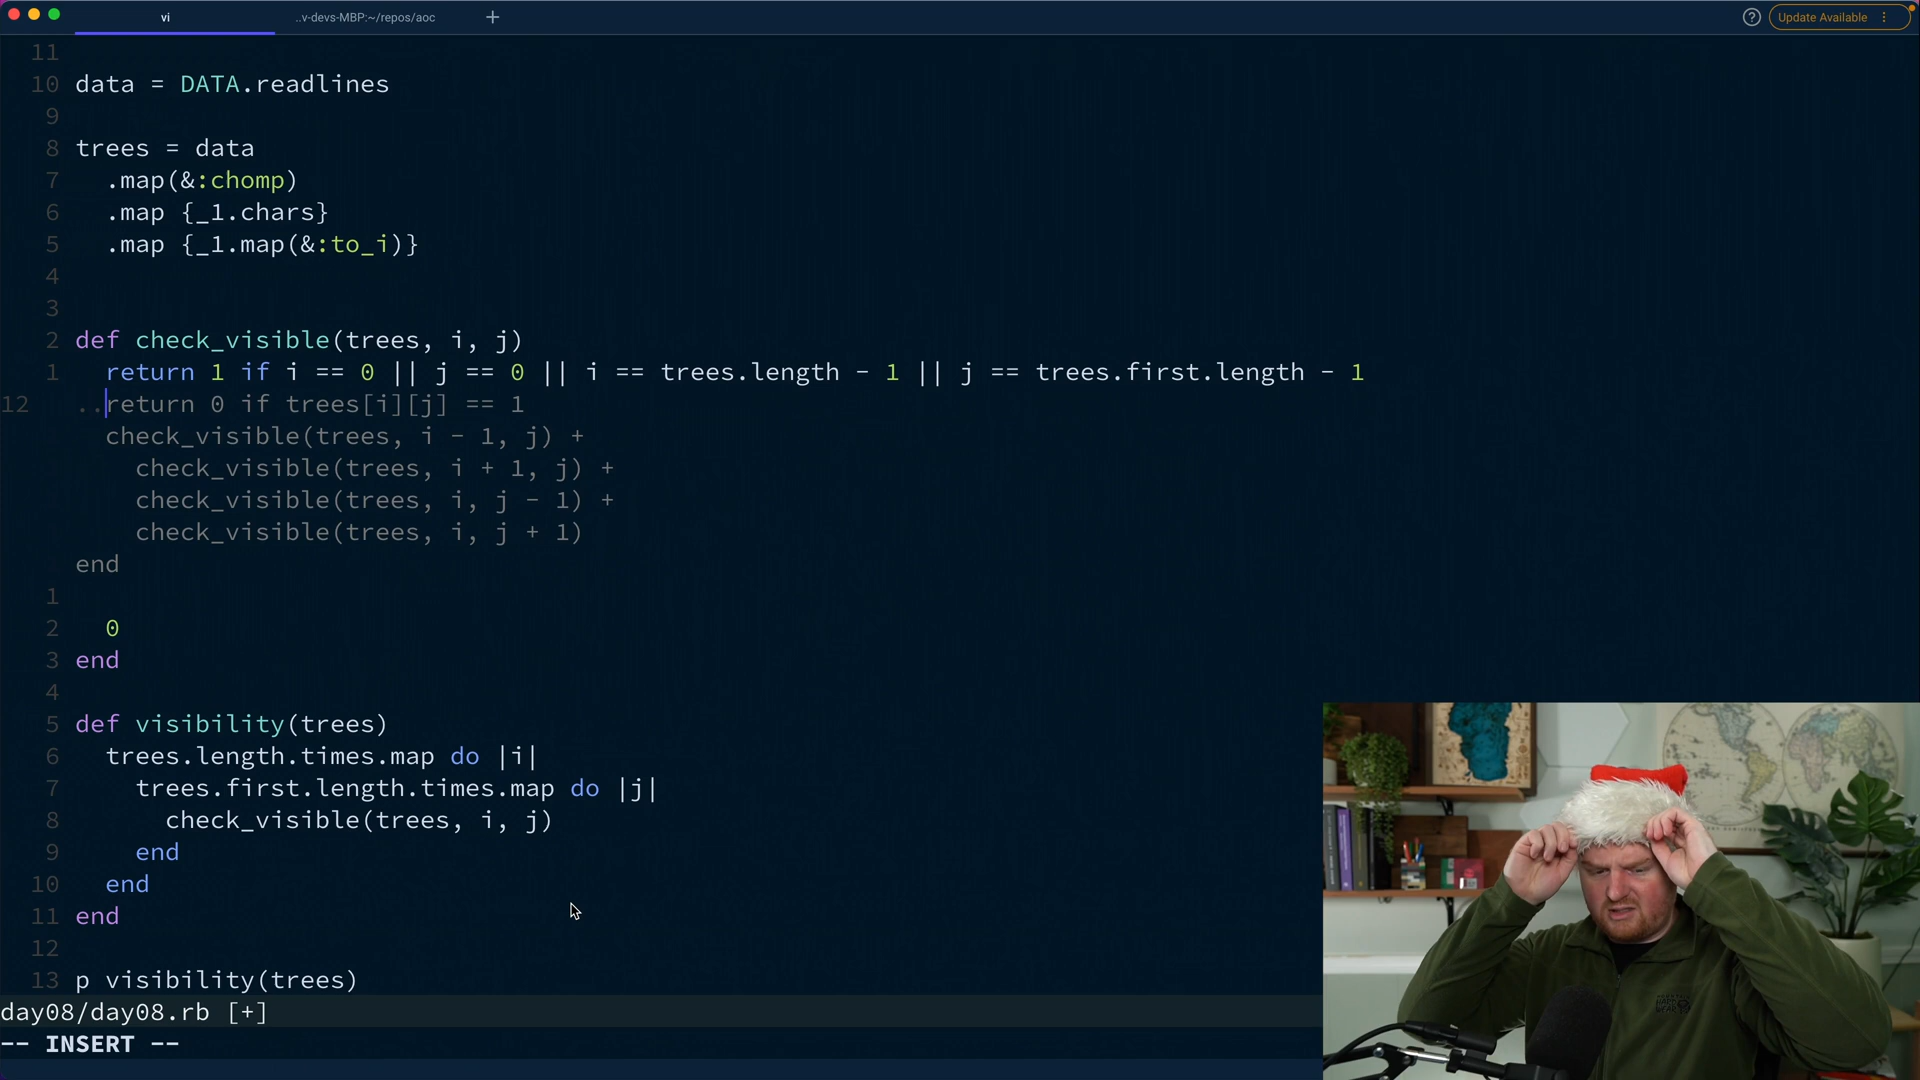 vi
..v-devs-MBP:~/repos/aoc
Update Available
11
10 data = DATA.readlines
9
8 trees = data
7   .map(&:chomp)
6   .map {_1.chars}
5   .map {_1.map(&:to_i)}
4
3
2 def check_visible(trees, i, j)
1   return 1 if i == 0 || j == 0 || i == trees.length - 1 || j == trees.first.length - 1
12 ..return 0 if trees[i][j] == 1
check_visible(trees, i - 1, j) +
check_visible(trees, i + 1, j) +
check_visible(trees, i, j - 1) +
check_visible(trees, i, j + 1)
end
1
2   0
3 end
4
5 def visibility(trees)
6   trees.length.times.map do |i|
7     trees.first.length.times.map do |j|
8       check_visible(trees, i, j)
9     end
10   end
11 end
12
13 p visibility(trees)
day08/day08.rb [+]
-- INSERT --